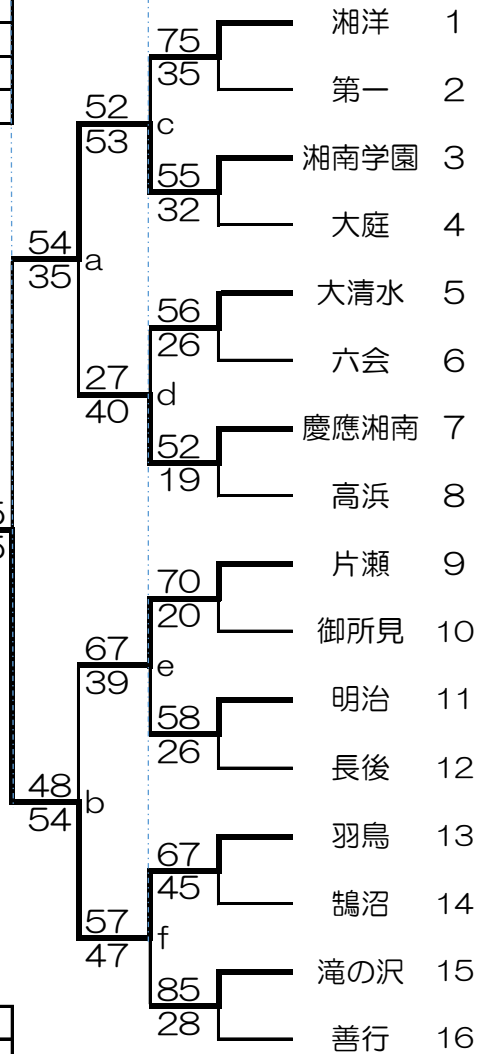 湘洋 1
75
35
第一 2
52
c
53
湘南学園 3
55
32
大庭 4
54
a
35
大清水 5
56
26
六会 6
27
d
40
慶應湘南 7
52
19
高浜 8
片瀬 9
70
20
御所見 10
67
e
39
明治 11
58
26
長後 12
48
b
54
羽鳥 13
67
45
鵠沼 14
57
f
47
滝の沢 15
85
28
善行 16